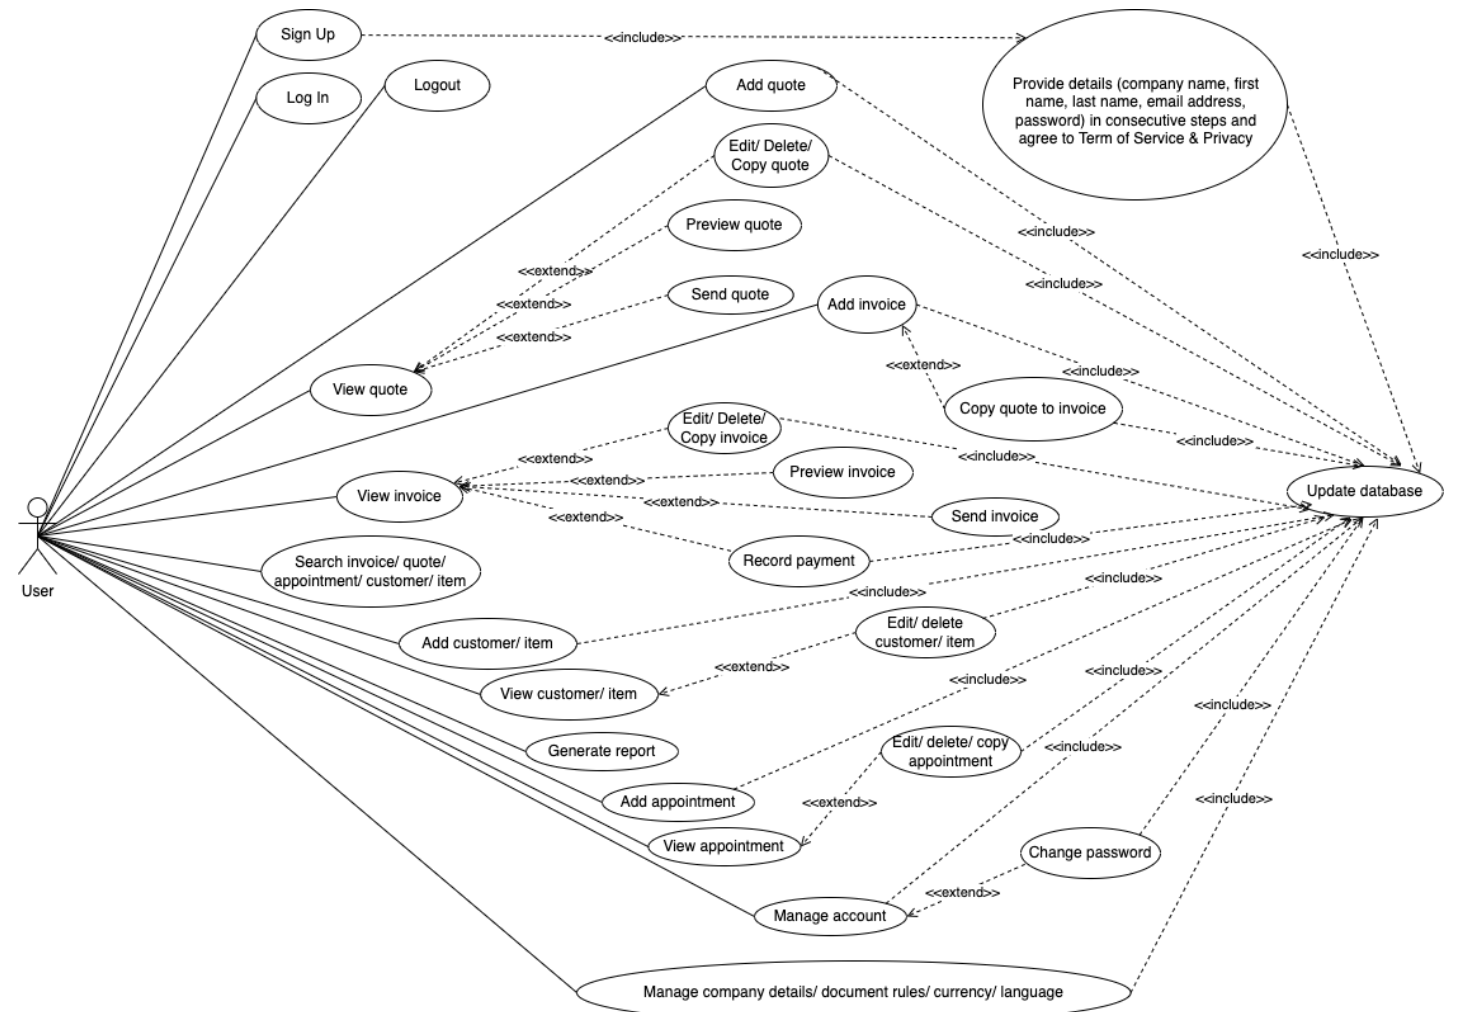 Sign Up
<<include>>
Provide details (company name, first
name, last name, email address,
password) in consecutive steps and
agree to Term of Service & Privacy
Log In
Logout
Add quote
Edit/ Delete/
Copy quote
Preview quote
<<include>>
<<include>>
<<extend>>
<<include>>
Send quote
<<extend>>
Add invoice
<<extend>>
<<extend>>
<<include>>
View quote
Copy quote to invoice
Edit/ Delete/
Copy invoice
<<include>>
<<extend>>
<<include>>
Preview invoice
<<extend>>
View invoice
Update database
<<extend>>
Send invoice
<<extend>>
<<include>>
Record payment
Search invoice/ quote/
appointment/ customer/ item
<<include>>
User
<<include>>
Edit/ delete
customer/ item
Add customer/ item
<<extend>>
<<include>>
<<include>>
View customer/ item
<<include>>
Generate report
Edit/ delete/ copy
appointment
<<include>>
Add appointment
<<extend>>
<<include>>
View appointment
Change password
<<extend>>
Manage account
Manage company details/ document rules/ currency/ language